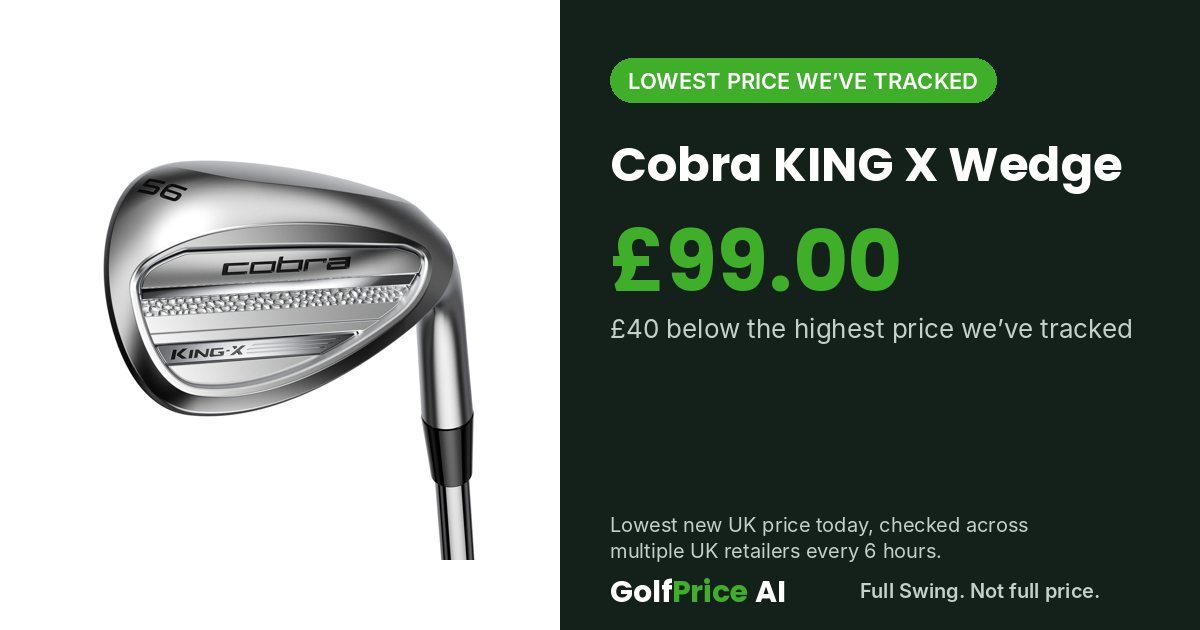 56
cobra
KING-X
LOWEST PRICE WE’VE TRACKED
Cobra KING X Wedge
£99.00
£40 below the highest price we’ve tracked
Lowest new UK price today, checked across
multiple UK retailers every 6 hours.
GolfPrice AI
Full Swing. Not full price.